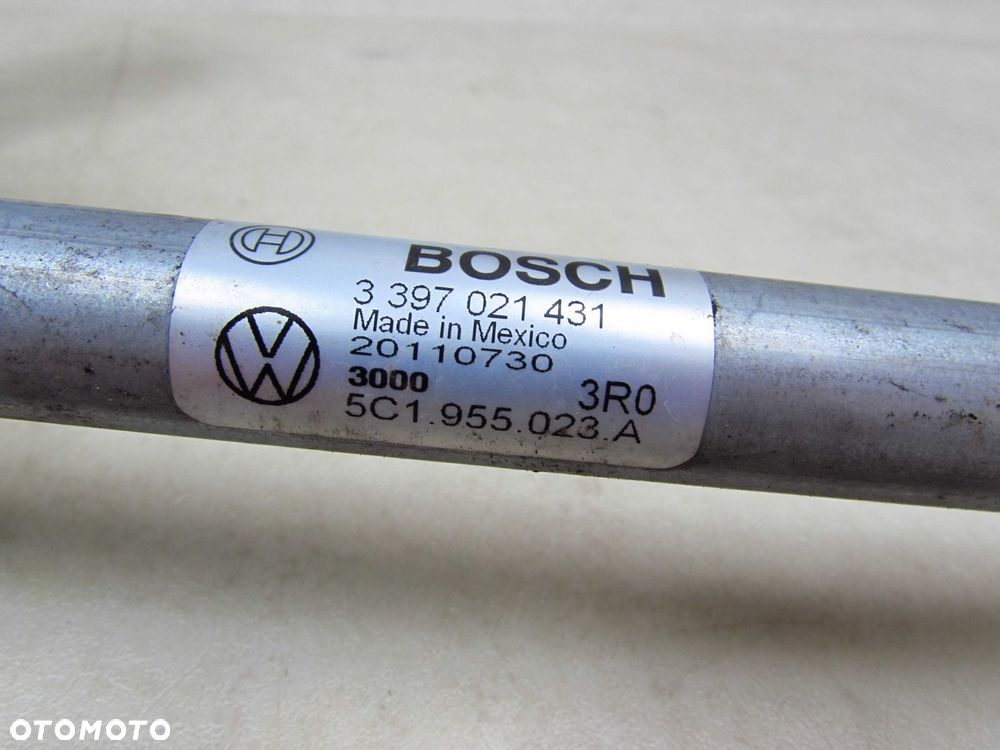 BOSCH
3 397 021 431
Made in Mexico
20110730
3000 3R0
5C1.955.023.A
OTOMOTO